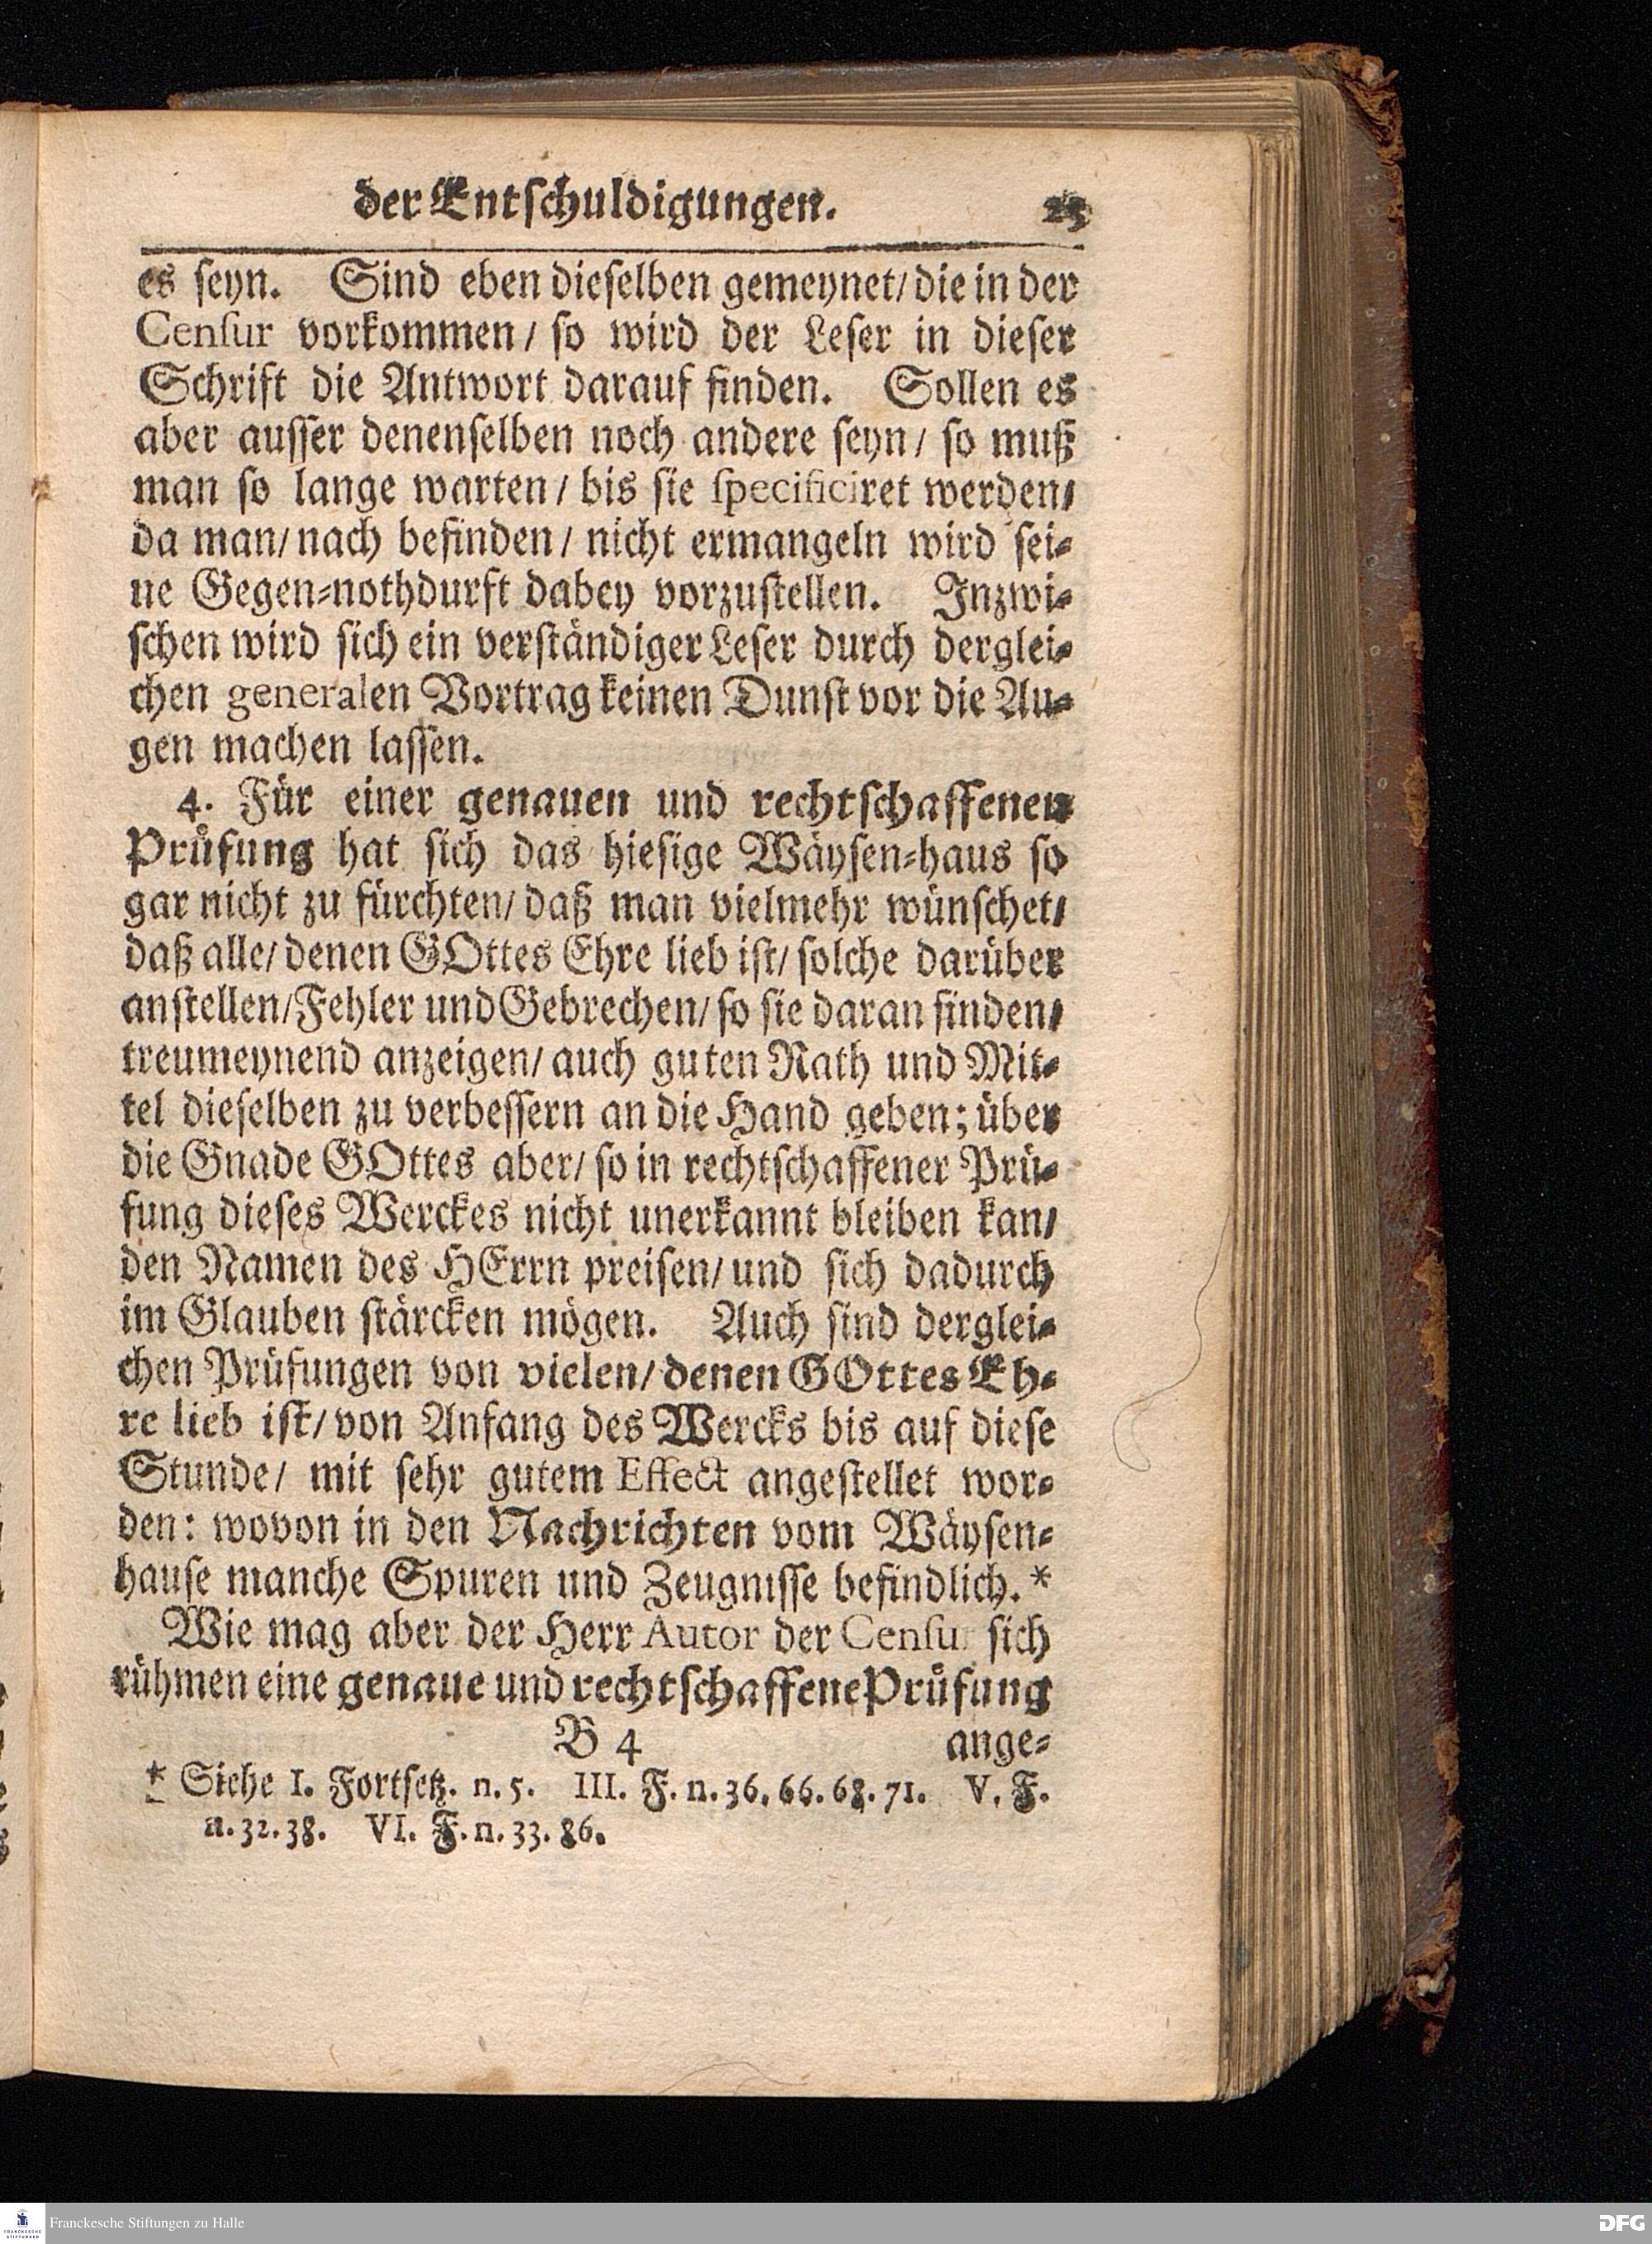 der Entschuldigungen. 25
es seyn. Sind eben dieselben gemeynet/ die in der
Censur vorkommen/ so wird der Leser in dieser
Schrift die Antwort darauf finden. Sollen es
aber ausser denenselben noch andere seyn/ so muß
man so lange warten/ bis sie specificiret werden/
da man/ nach befinden/ nicht ermangeln wird sei-
ne Gegen-nothdurft dabey vorzustellen. Inzwi-
schen wird sich ein verständiger Leser durch derglei-
chen generalen Vortrag keinen Dunst vor die Au-
gen machen lassen.
4. Für einer genauen und rechtschaffenen
Prüfung hat sich das hiesige Wäysen-haus so
gar nicht zu fürchten/ daß man vielmehr wünschet/
daß alle/ denen GOttes Ehre lieb ist/ solche darüber
anstellen/ Fehler und Gebrechen/ so sie daran finden/
treumeynend anzeigen/ auch guten Rath und Mit-
tel dieselben zu verbessern an die Hand geben; über
die Gnade GOttes aber/ so in rechtschaffener Prü-
fung dieses Werckes nicht unerkannt bleiben kan/
den Namen des HErrn preisen/ und sich dadurch
im Glauben stärcken mögen. Auch sind derglei-
chen Prüfungen von vielen/ denen GOttes Eh-
re lieb ist/ von Anfang des Wercks bis auf diese
Stunde/ mit sehr gutem Effect angestellet wor-
den: wovon in den Nachrichten vom Wäysen-
hause manche Spuren und Zeugnisse befindlich.*
Wie mag aber der Herr Autor der Censur sich
rühmen eine genaue und rechtschaffene Prüfung
B 4 ange-
* Siehe I. Fortsetz. n. 5. III. F. n. 36. 66. 68. 71. V. F.
n. 32. 38. VI. F. n. 33. 86.
FRANCKESCHE STIFTUNGEN
Franckesche Stiftungen zu Halle
DFG